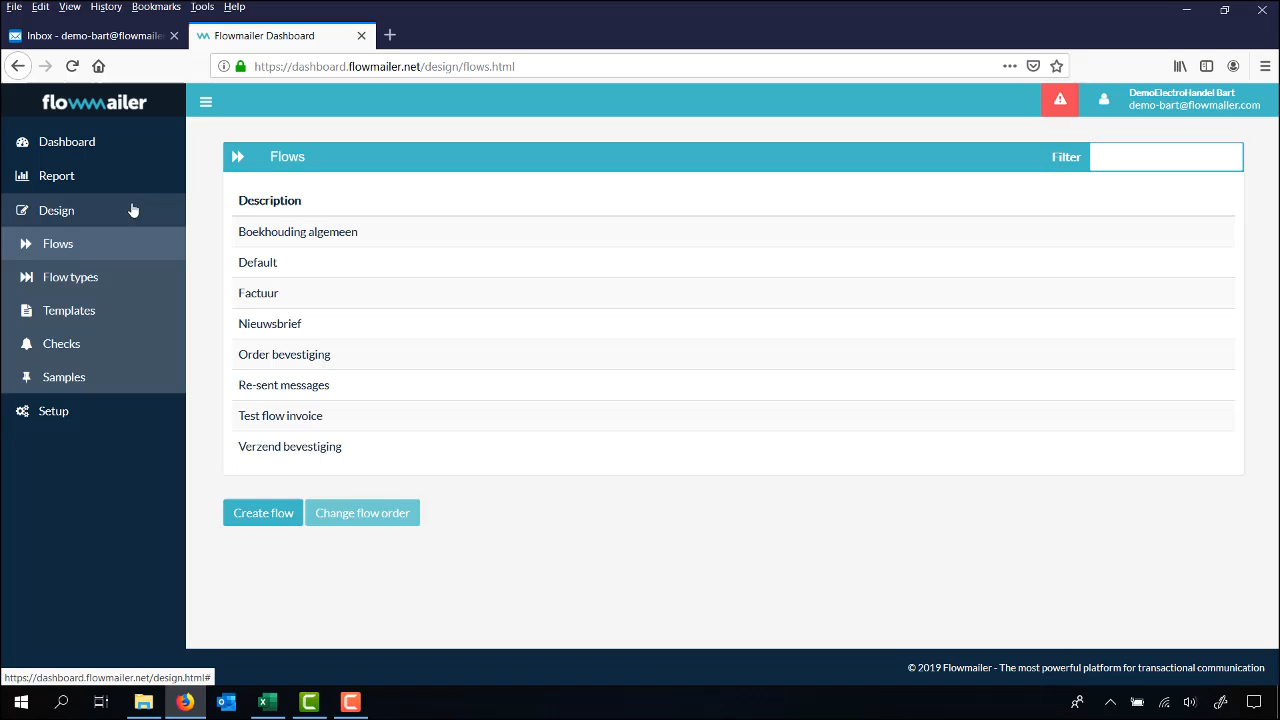 File Edit View History Bookmarks Tools Help
Inbox - demo-bart@flowmailer
Flowmailer Dashboard
https://dashboard.flowmailer.net/design/flows.html
flowmailer
DemoElectroHandel Bart
demo-bart@flowmailer.com
Dashboard
Report
Design
Flows
Flow types
Templates
Checks
Samples
Setup
Flows
Filter
Description
Boekhouding algemeen
Default
Factuur
Nieuwsbrief
Order bevestiging
Re-sent messages
Test flow invoice
Verzend bevestiging
Create flow
Change flow order
© 2019 Flowmailer - The most powerful platform for transactional communication
https://dashboard.flowmailer.net/design.html#